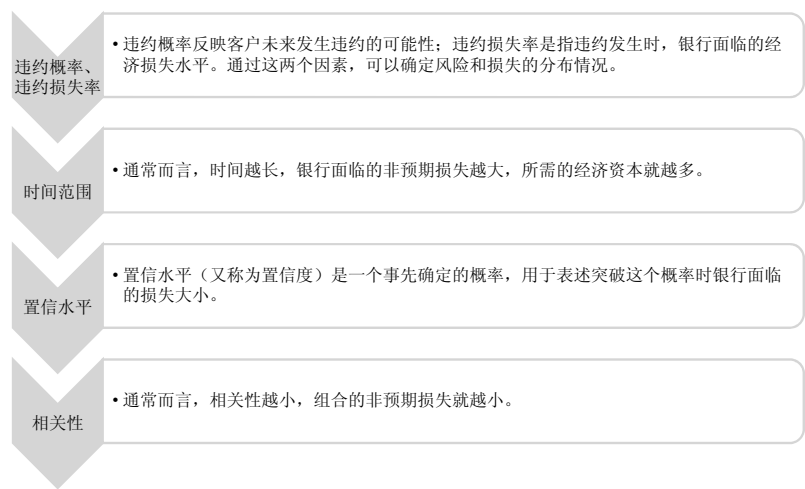 违约概率、
违约损失率
• 违约概率反映客户未来发生违约的可能性；违约损失率是指违约发生时，银行面临的经
济损失水平。通过这两个因素，可以确定风险和损失的分布情况。
时间范围
• 通常而言，时间越长，银行面临的非预期损失越大，所需的经济资本就越多。
置信水平
• 置信水平（又称为置信度）是一个事先确定的概率，用于表述突破这个概率时银行面临
的损失大小。
相关性
• 通常而言，相关性越小，组合的非预期损失就越小。